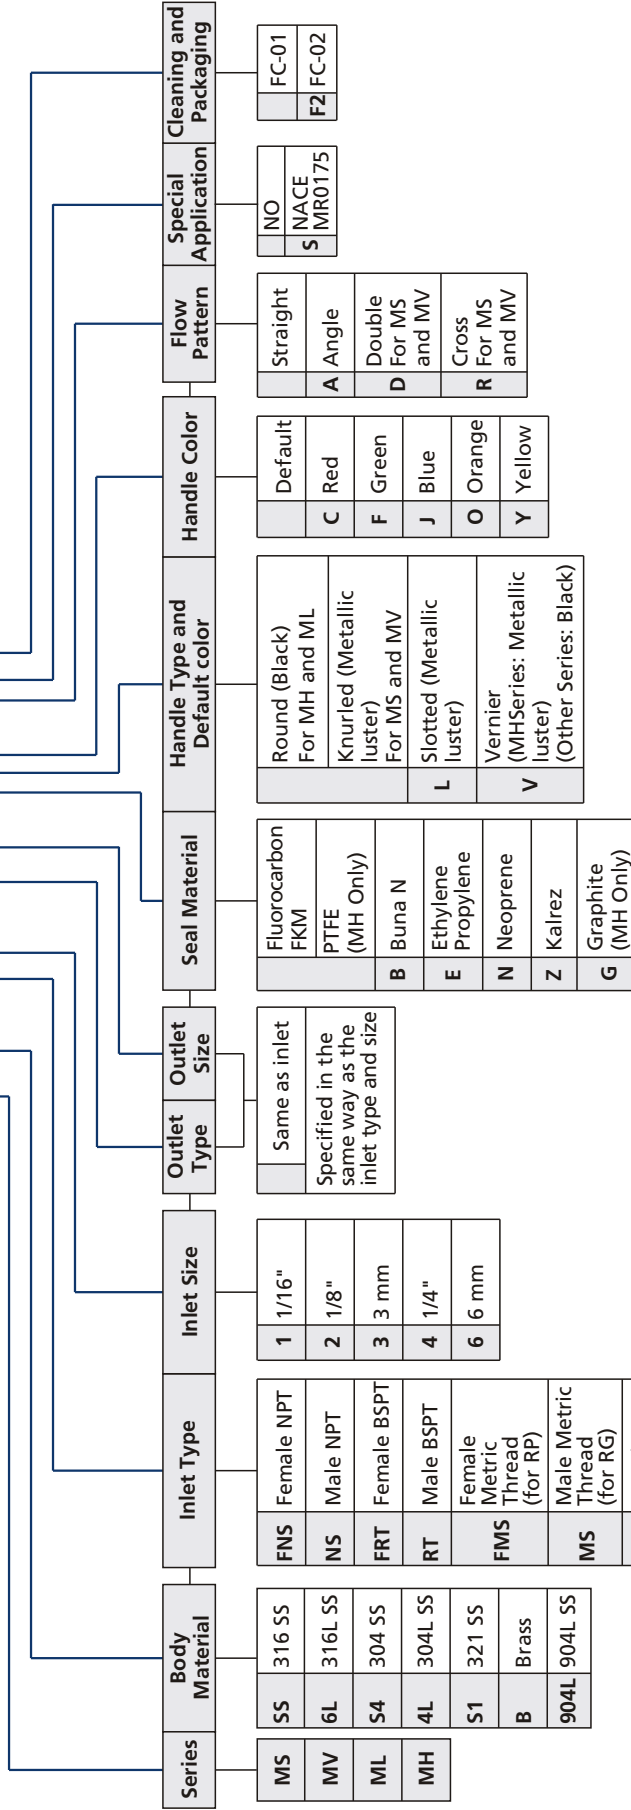 Series
MS
MV
ML
MH
Body
Material
SS 316 SS
6L 316L SS
S4 304 SS
4L 304L SS
S1 321 SS
B Brass
904L 904L SS
Inlet Type
FNS Female NPT
NS Male NPT
FRT Female BSPT
RT Male BSPT
FMS Female
Metric
Thread
(for RP)
MS Male Metric
Thread
(for RG)
Inlet Size
1 1/16"
2 1/8"
3 3 mm
4 1/4"
6 6 mm
Outlet
Type
Outlet
Size
Same as inlet
Specified in the
same way as the
inlet type and size
Seal Material
Fluorocarbon
FKM
PTFE
(MH Only)
B Buna N
E Ethylene
Propylene
N Neoprene
Z Kalrez
G Graphite
(MH Only)
Handle Type and
Default color
Round (Black)
For MH and ML
Knurled (Metallic
luster)
For MS and MV
L Slotted (Metallic
luster)
V Vernier
(MHSeries: Metallic
luster)
(Other Series: Black)
Handle Color
Default
C Red
F Green
J Blue
O Orange
Y Yellow
Flow
Pattern
Straight
A Angle
D Double
For MS
and MV
R Cross
For MS
and MV
Special
Application
NO
S NACE
MR0175
Cleaning and
Packaging
FC-01
F2 FC-02